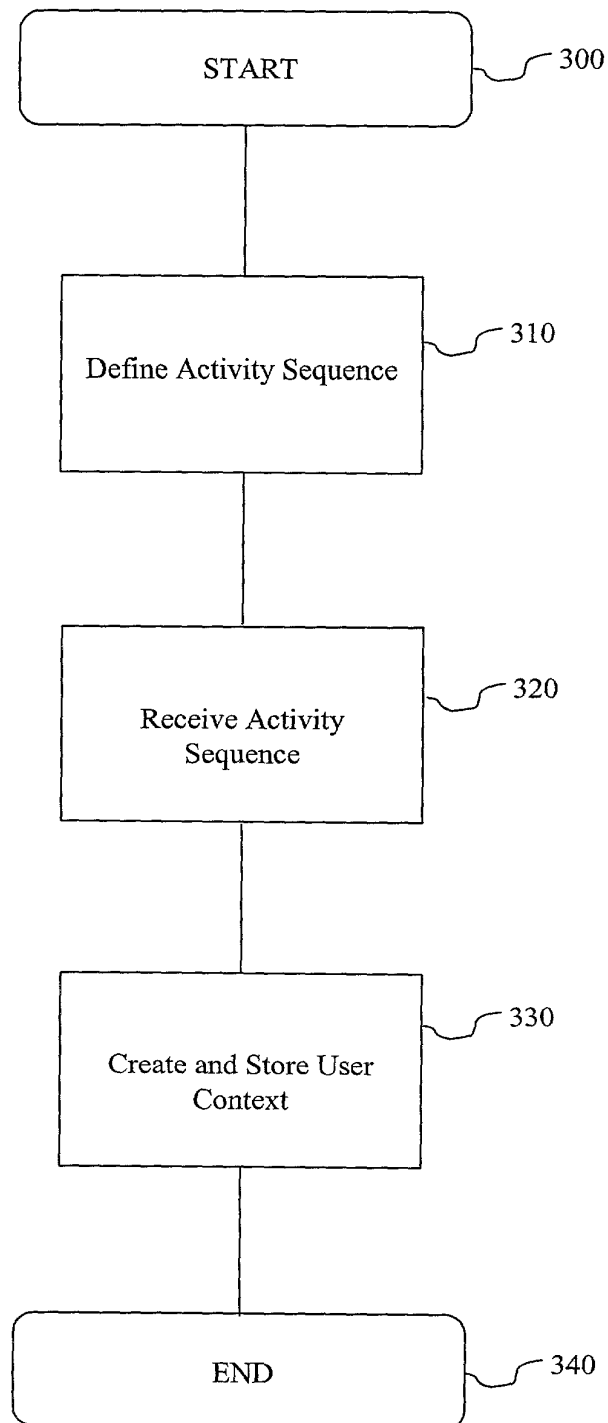 START
300
Define Activity Sequence
310
Receive Activity
Sequence
320
Create and Store User
Context
330
END
340